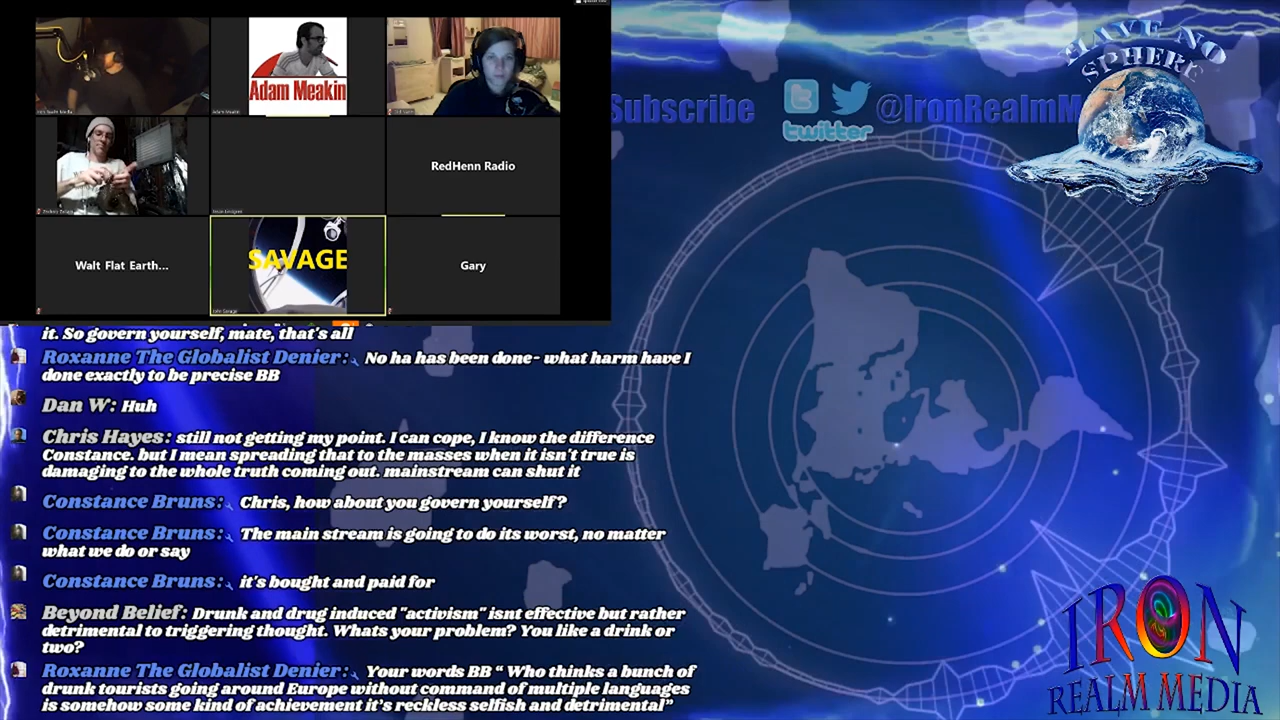 Adam Meakin
RedHenn Radio
Walt Flat Earth...
SAVAGE
John Savage
Gary
Subscribe
twitter
@IronRealmM
HAVE NO
SPHERE
it. So govern yourself, mate, that's all
Roxanne The Globalist Denier: No ha has been done- what harm have I
done exactly to be precise BB
Dan W: Huh
Chris Hayes: still not getting my point. I can cope, I know the difference
Constance. but I mean spreading that to the masses when it isn't true is
damaging to the whole truth coming out. mainstream can shut it
Constance Bruns: Chris, how about you govern yourself?
Constance Bruns: The main stream is going to do its worst, no matter
what we do or say
Constance Bruns: it's bought and paid for
Beyond Belief: Drunk and drug induced "activism" isnt effective but rather
detrimental to triggering thought. Whats your problem? You like a drink or
two?
Roxanne The Globalist Denier: Your words BB “ Who thinks a bunch of
drunk tourists going around Europe without command of multiple languages
is somehow some kind of achievement it’s reckless selfish and detrimental”
IRON
REALM MEDIA